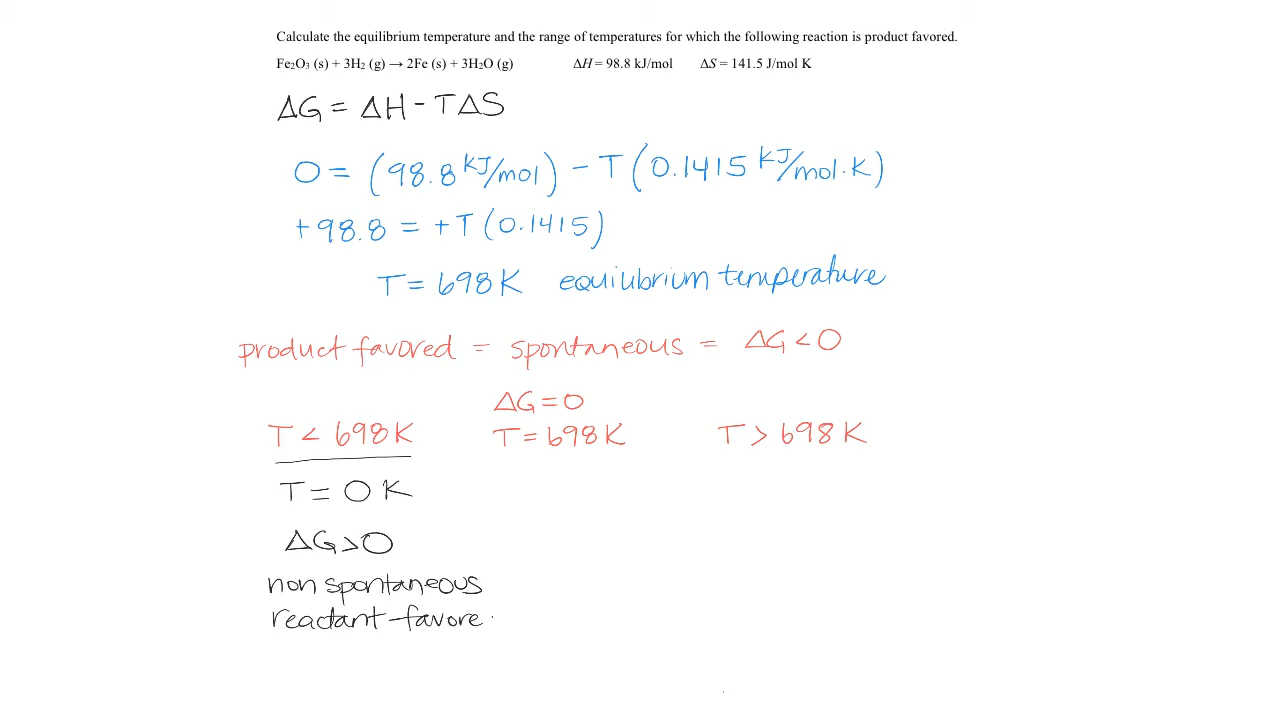 Calculate the equilibrium temperature and the range of temperatures for which the following reaction is product favored.
Fe₂O₃ (s) + 3H₂ (g) → 2Fe (s) + 3H₂O (g) ΔH = 98.8 kJ/mol ΔS = 141.5 J/mol K
ΔG = ΔH - TΔS
0 = (98.8 kJ/mol) - T(0.1415 kJ/mol·K)
+98.8 = +T(0.1415)
T = 698 K equilibrium temperature
product favored = spontaneous = ΔG < 0
ΔG = 0
T < 698 K T = 698 K T > 698 K
T = 0 K
ΔG > 0
non spontaneous
reactant-favore